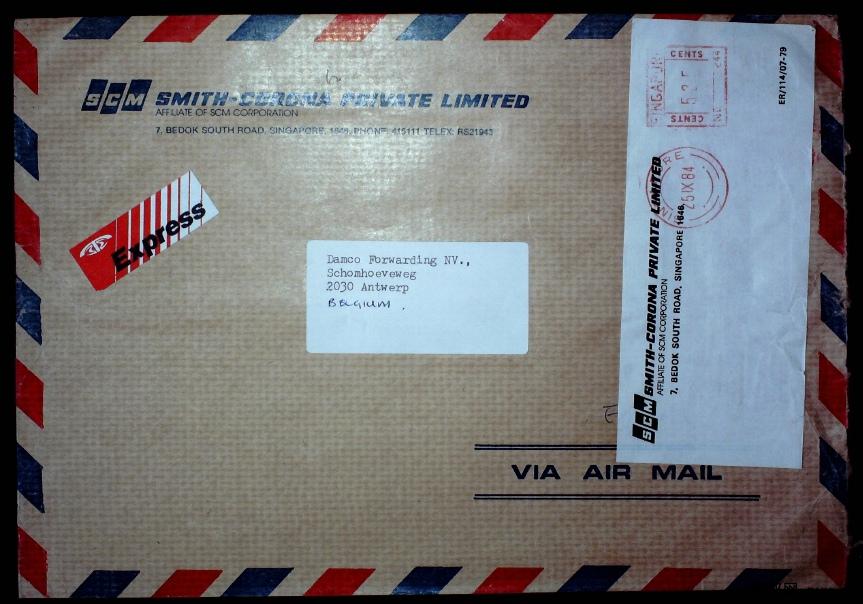 SCM SMITH-CORONA PRIVATE LIMITED
AFFILIATE OF SCM CORPORATION
7, BEDOK SOUTH ROAD, SINGAPORE, 1646, PHONE: 415111 TELEX: RS21943
Express
Damco Forwarding NV.,
Schomhoeveweg
2030 Antwerp
BELGIUM.
VIA AIR MAIL
CENTS
CENTS
26 IX 84
ER/114/07-79
SCM SMITH-CORONA PRIVATE LIMITED
AFFILIATE OF SCM CORPORATION
7, BEDOK SOUTH ROAD, SINGAPORE 1646.